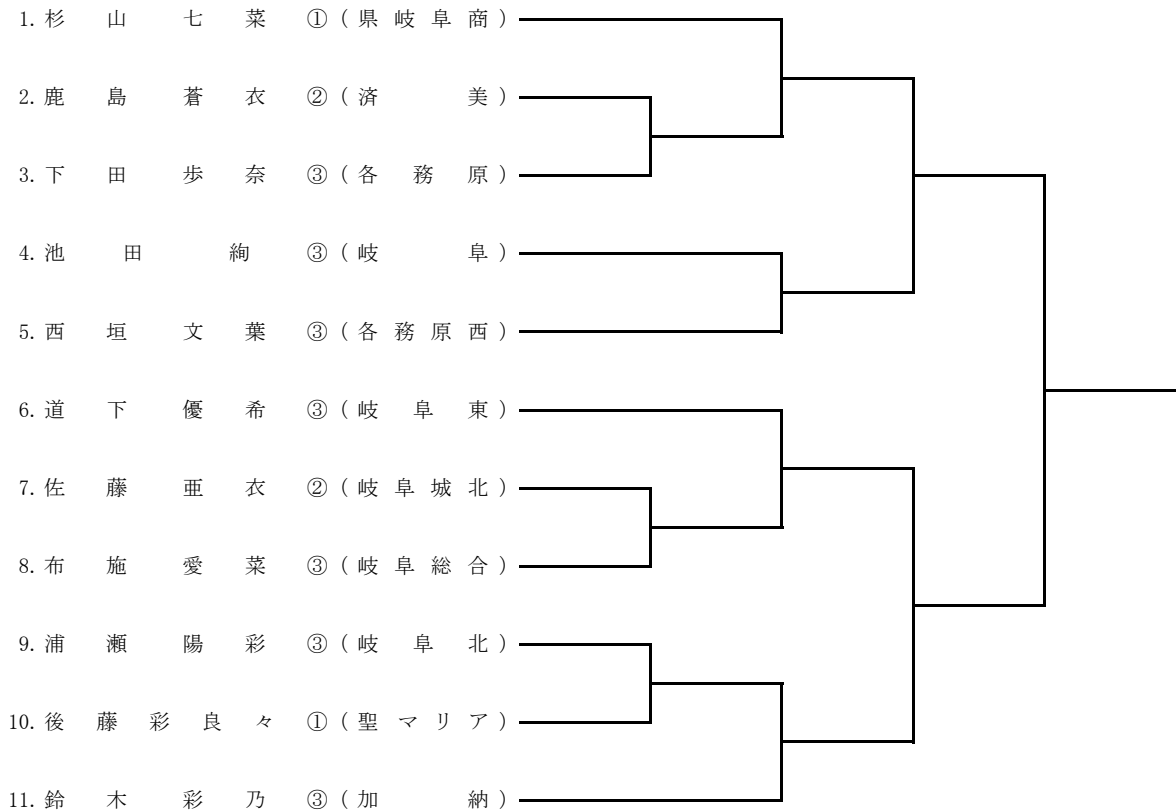 1. 杉山七菜 ① (県岐阜商)
2. 鹿島蒼衣 ② (済美)
3. 下田歩奈 ③ (各務原)
4. 池田絢 ③ (岐阜)
5. 西垣文葉 ③ (各務原西)
6. 道下優希 ③ (岐阜東)
7. 佐藤亜衣 ② (岐阜城北)
8. 布施愛菜 ③ (岐阜総合)
9. 浦瀬陽彩 ③ (岐阜北)
10. 後藤彩良々 ① (聖マリア)
11. 鈴木彩乃 ③ (加納)